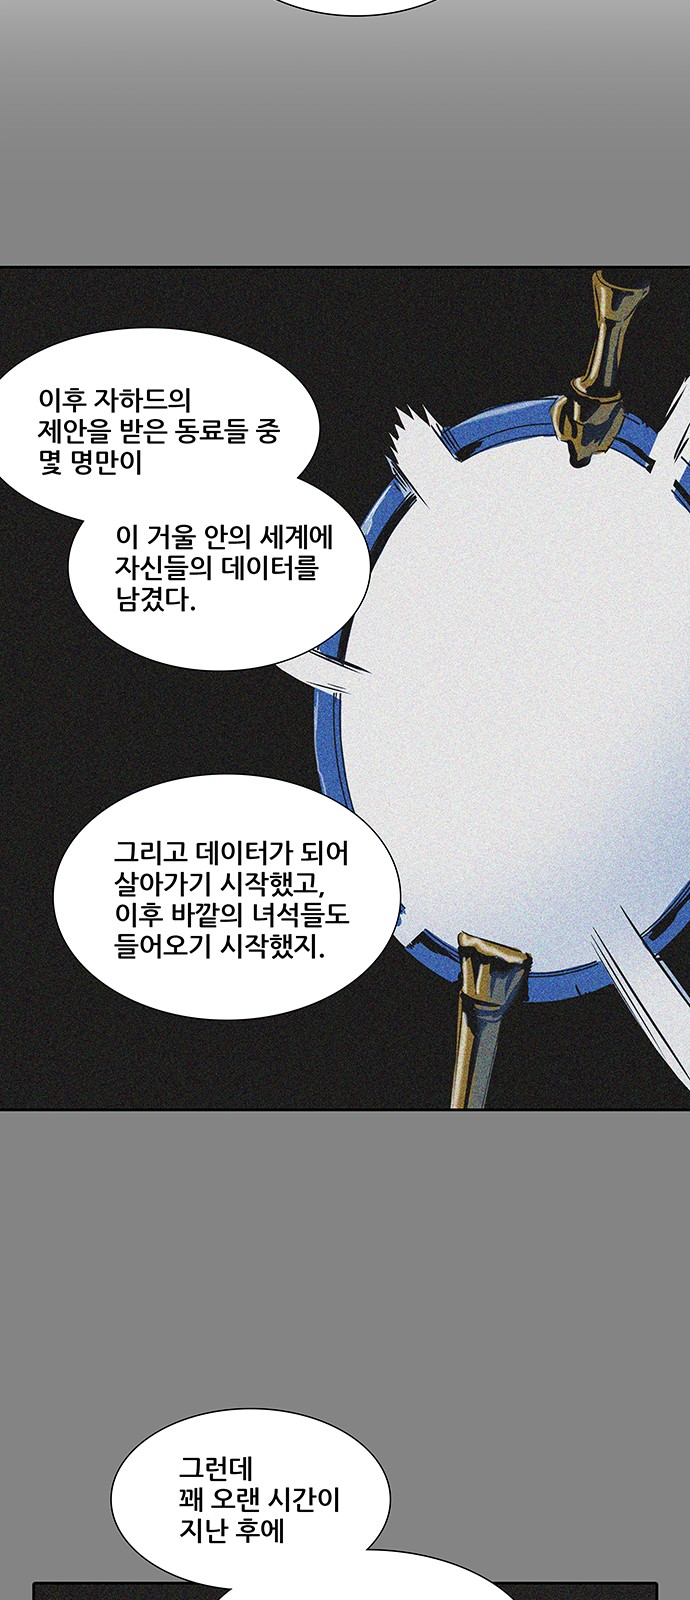 이후 자하드의
제안을 받은 동료들 중
몇 명만이
이 거울 안의 세계에
자신들의 데이터를
남겼다.
그리고 데이터가 되어
살아가기 시작했고,
이후 바깥의 녀석들도
들어오기 시작했지.
그런데
꽤 오랜 시간이
지난 후에